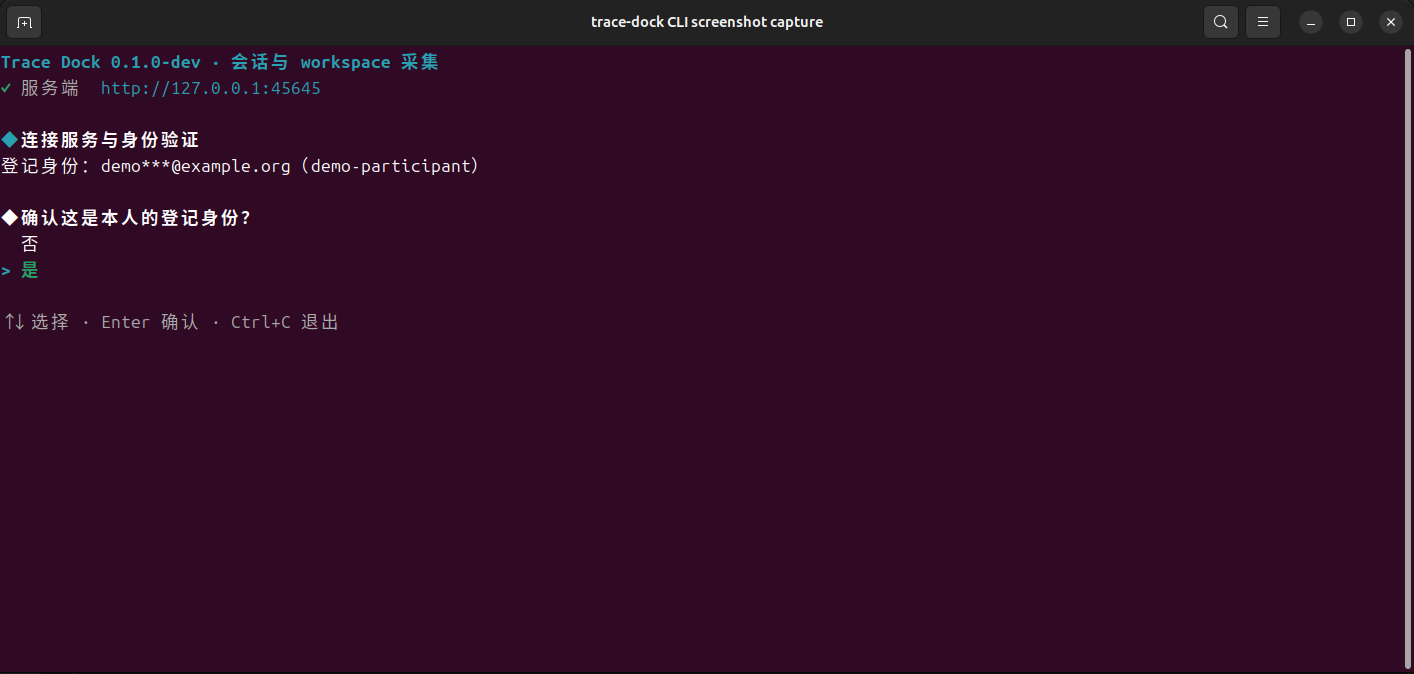 trace-dock CLI screenshot capture
Trace Dock 0.1.0-dev · 会话与 workspace 采集
✓ 服务端  http://127.0.0.1:45645
◆连接服务与身份验证
登记身份：demo***@example.org（demo-participant）
◆确认这是本人的登记身份？
否
> 是
↑↓ 选择 · Enter 确认 · Ctrl+C 退出